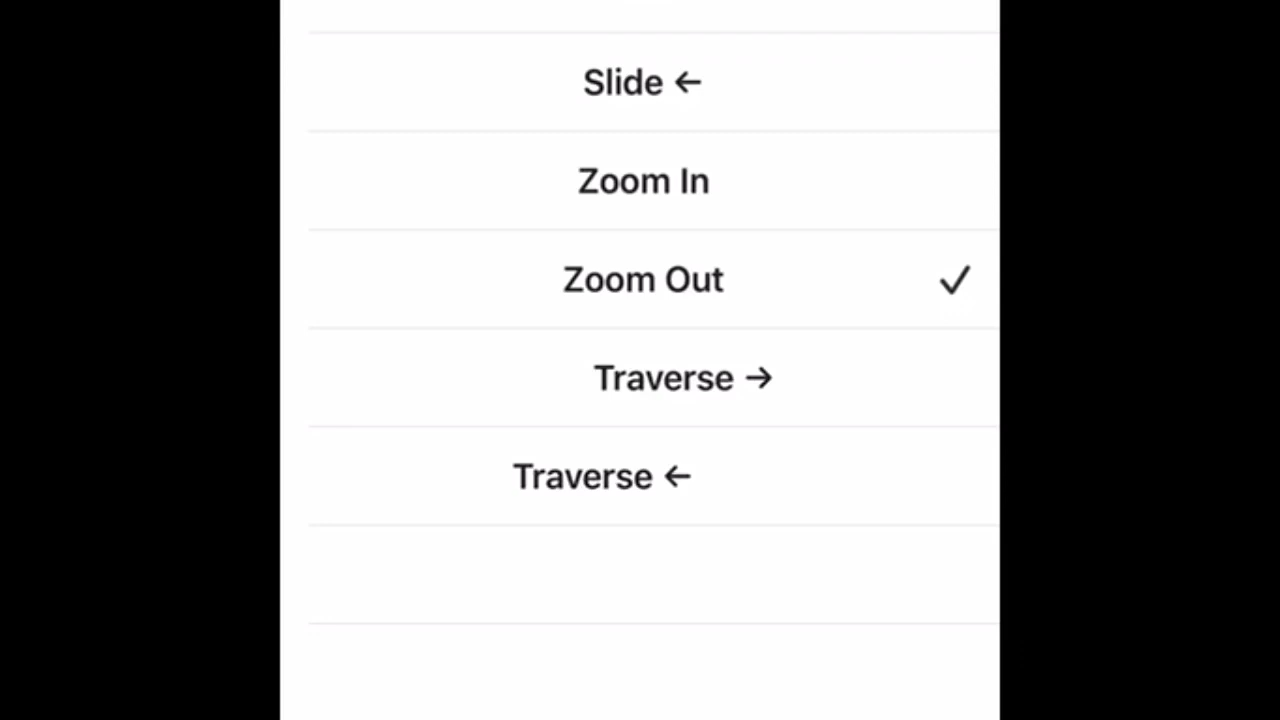 Slide ←
Zoom In
Zoom Out ✓
Traverse →
Traverse ←